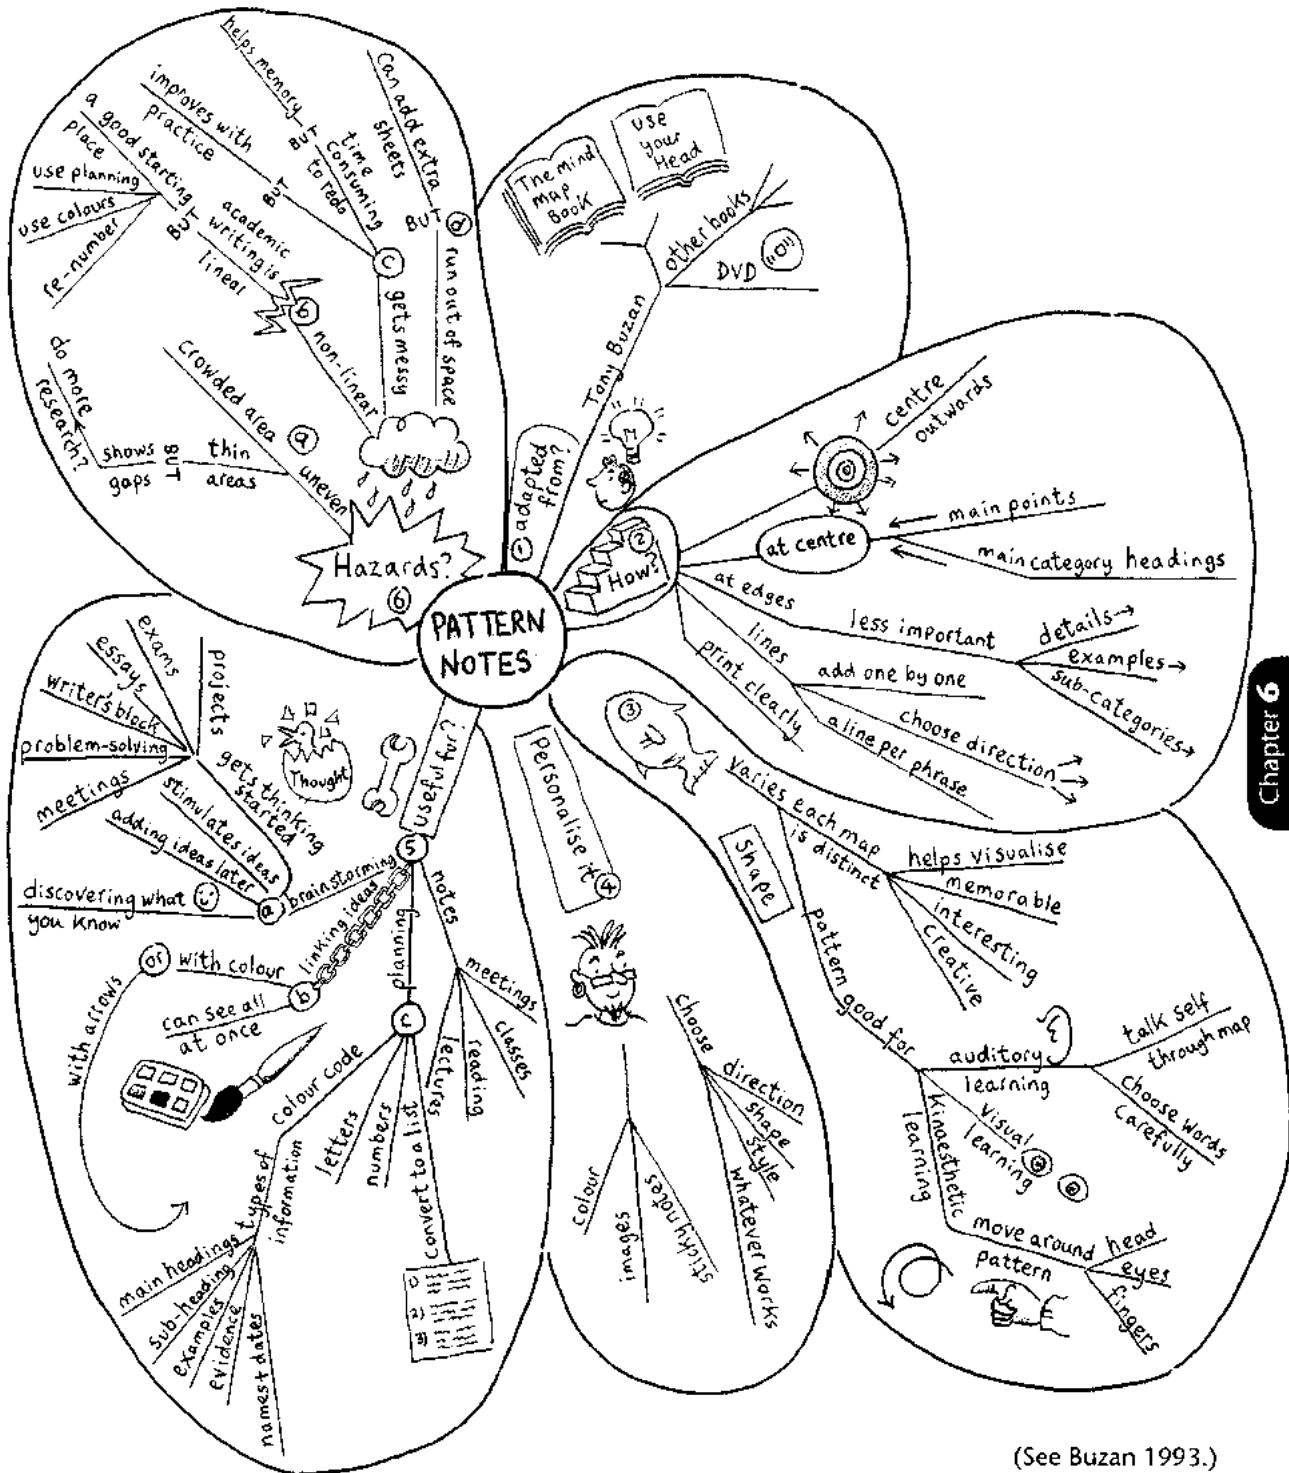 PATTERN
NOTES
① adapted
from?
Tony Buzan
The mind
map
Book
use
your
Head
other books
DVD
②
How?
centre
outwards
at centre
main points
main category headings
at edges
less important
details
examples
sub-categories
lines
add one by one
choose direction
a line per phrase
print clearly
③
Shape
varies each map
is distinct
helps visualise
memorable
interesting
creative
pattern good for
auditory
learning
talk self
through map
choose words
carefully
visual
learning
kinaesthetic
learning
move around
pattern
head
eyes
fingers
Personalise it ④
choose
direction
shape
style
whatever works
colour
images
sticky notes
useful for?
⑤
ⓐ brainstorming
Thought
gets thinking
started
projects
exams
essays
writer's block
problem-solving
meetings
stimulates ideas
adding ideas later
discovering what
you know
ⓑ
linking ideas
with colour
or
with arrows
can see all
at once
planning
ⓒ
colour code
types of
information
main headings
sub-heading
examples
evidence
names+dates
letters
numbers
convert to a list
1)
2)
3)
notes
meetings
classes
reading
lectures
Hazards?
⑥
uneven
ⓐ
crowded area
thin
areas
BUT
shows
gaps
do more
research?
non-linear
ⓑ
academic
writing is
lineal
BUT
a good starting
place
use planning
use colours
re-number
gets messy
ⓒ
BUT
improves with
practice
time
consuming
to redo
BUT
helps memory
run out of space
ⓓ
BUT
Can add extra
sheets
Chapter 6
(See Buzan 1993.)